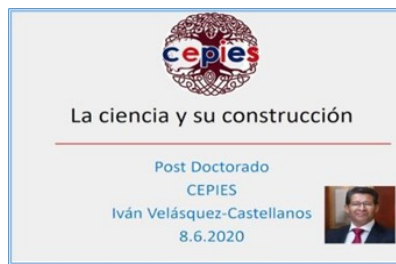 cepies
La ciencia y su construcción
Post Doctorado
CEPIES
Iván Velásquez-Castellanos
8.6.2020